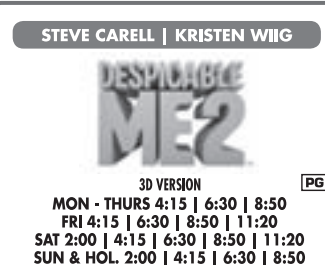 STEVE CARELL | KRISTEN WIIG
DESPICABLE
ME2
3D VERSION
PG
MON - THURS 4:15 | 6:30 | 8:50
FRI 4:15 | 6:30 | 8:50 | 11:20
SAT 2:00 | 4:15 | 6:30 | 8:50 | 11:20
SUN & HOL. 2:00 | 4:15 | 6:30 | 8:50